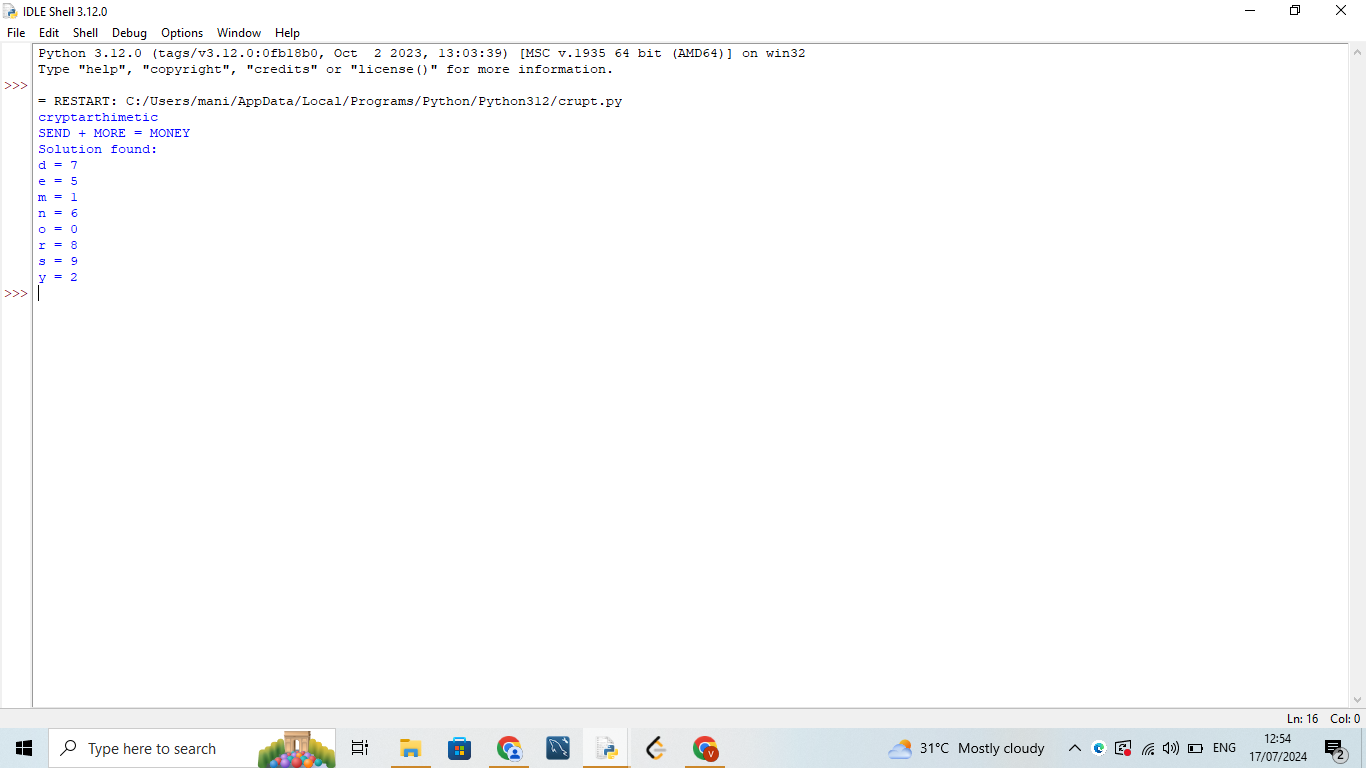 IDLE Shell 3.12.0
File Edit Shell Debug Options Window Help
Python 3.12.0 (tags/v3.12.0:0fb18b0, Oct  2 2023, 13:03:39) [MSC v.1935 64 bit (AMD64)] on win32
Type "help", "copyright", "credits" or "license()" for more information.
>>>
= RESTART: C:/Users/mani/AppData/Local/Programs/Python/Python312/crupt.py
cryptarthimetic
SEND + MORE = MONEY
Solution found:
d = 7
e = 5
m = 1
n = 6
o = 0
r = 8
s = 9
y = 2
>>>
Ln: 16 Col: 0
Type here to search
V
31°C Mostly cloudy
ENG
12:54
17/07/2024
2